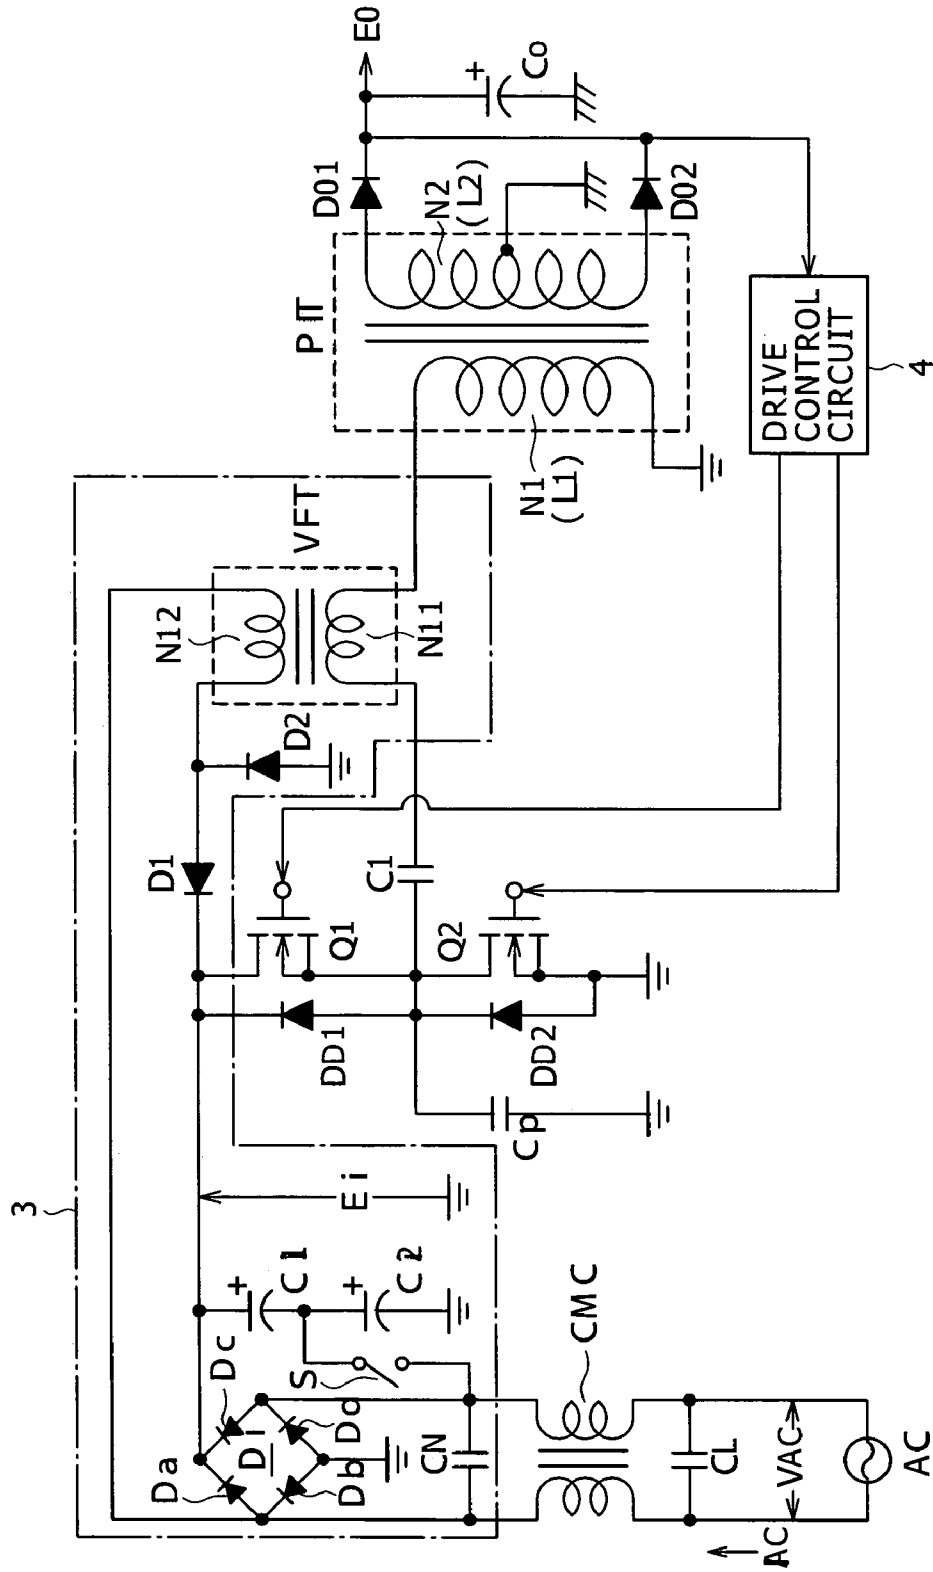 3
VFT
N12
N11
D1
D2
Q1
Q2
DD1
DD2
C1
Cp
Ei
C1
C2
S
Da
Dc
Di
Db
Do
CN
CMC
CL
VAC
AC
AC
PIT
N1
(L1)
N2
(L2)
D01
D02
Co
+
+
+
E0
DRIVE
CONTROL
CIRCUIT
4